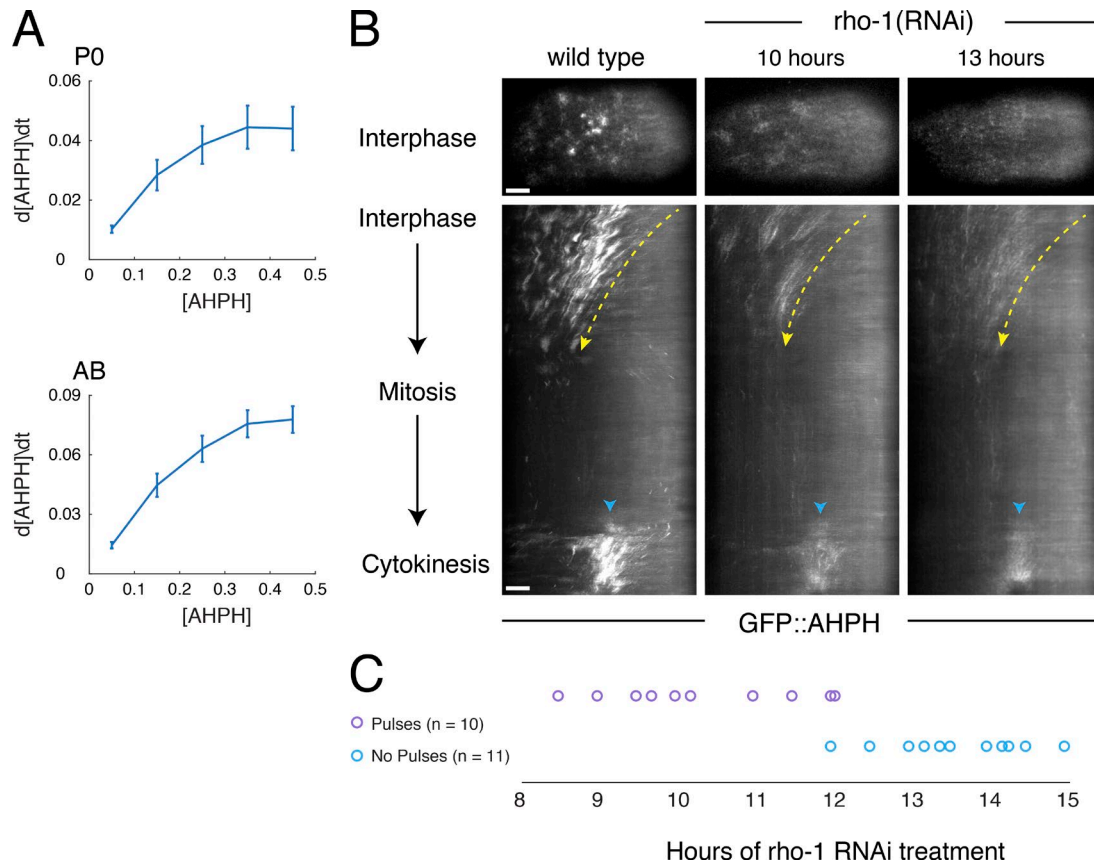 A
P0
0.06
0.04
0.02
0
d[AHPH]\dt
0 0.1 0.2 0.3 0.4 0.5
[AHPH]
AB
0.09
0.06
0.03
0
d[AHPH]\dt
0 0.1 0.2 0.3 0.4 0.5
[AHPH]
B
rho-1(RNAi)
wild type 10 hours 13 hours
Interphase
Interphase
Mitosis
Cytokinesis
GFP::AHPH
C
Pulses (n = 10)
No Pulses (n = 11)
8 9 10 11 12 13 14 15
Hours of rho-1 RNAi treatment